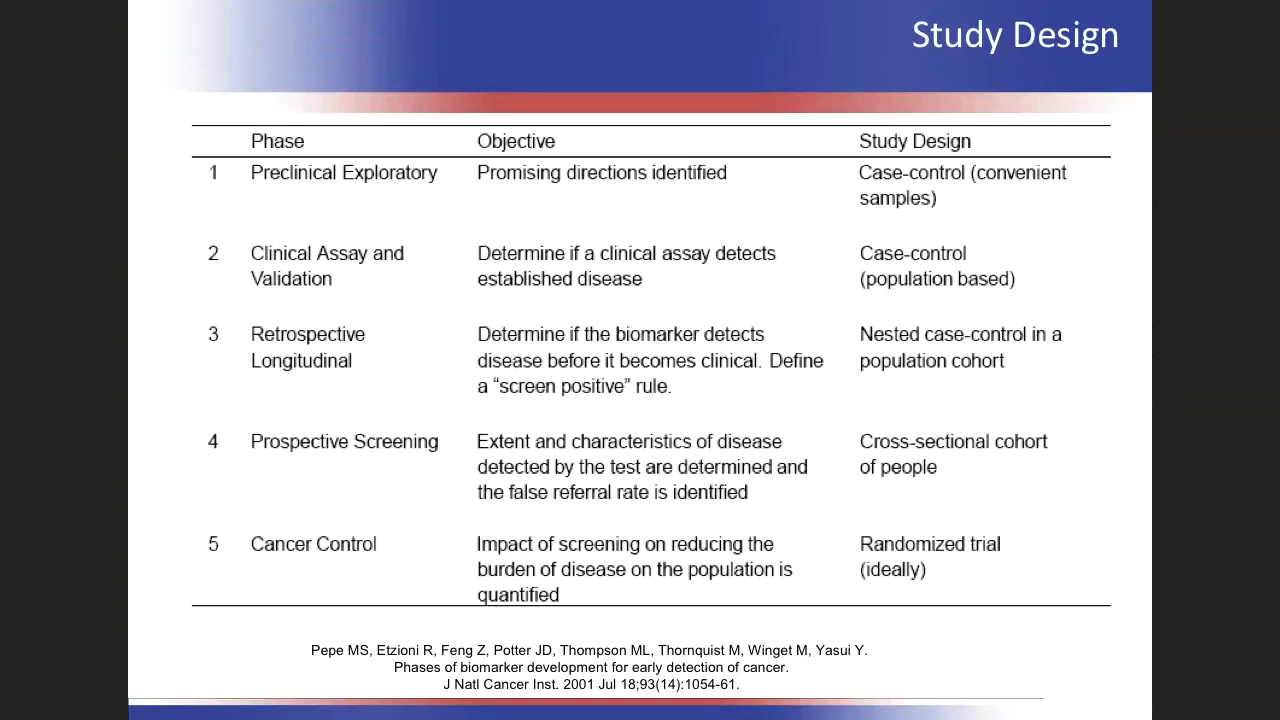 Study Design
Phase Objective Study Design
1 Preclinical Exploratory Promising directions identified Case-control (convenient
samples)
2 Clinical Assay and Determine if a clinical assay detects Case-control
Validation established disease (population based)
3 Retrospective Determine if the biomarker detects Nested case-control in a
Longitudinal disease before it becomes clinical. Define population cohort
a “screen positive” rule.
4 Prospective Screening Extent and characteristics of disease Cross-sectional cohort
detected by the test are determined and of people
the false referral rate is identified
5 Cancer Control Impact of screening on reducing the Randomized trial
burden of disease on the population is (ideally)
quantified
Pepe MS, Etzioni R, Feng Z, Potter JD, Thompson ML, Thornquist M, Winget M, Yasui Y.
Phases of biomarker development for early detection of cancer.
J Natl Cancer Inst. 2001 Jul 18;93(14):1054-61.